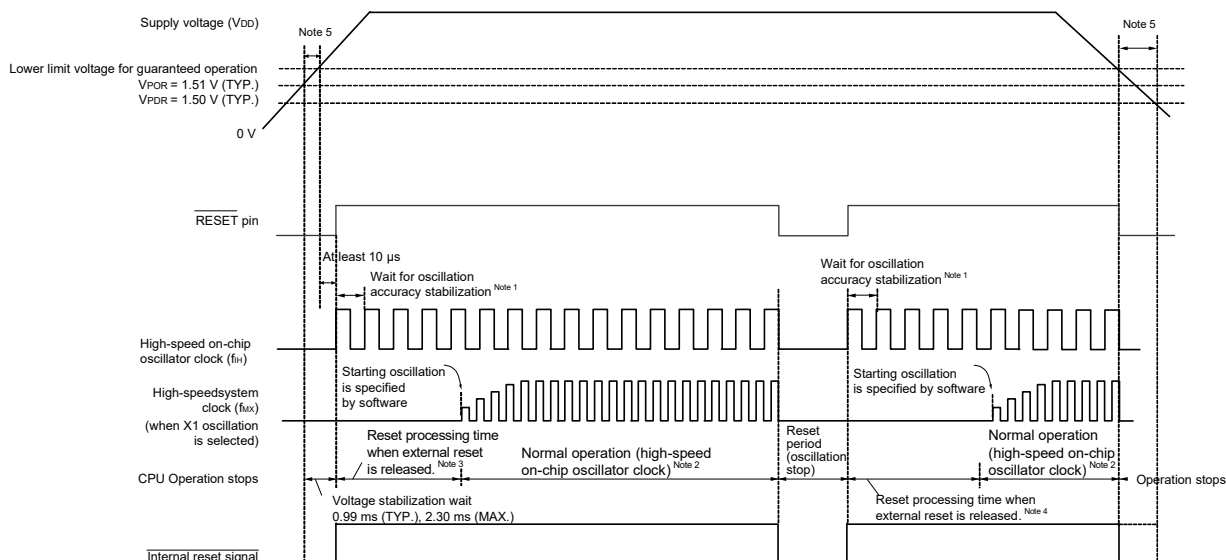 Supply voltage (VDD)
Note 5
Note 5
Lower limit voltage for guaranteed operation
VPOR = 1.51 V (TYP.)
VPDR = 1.50 V (TYP.)
0 V
RESET pin
At least 10 µs
Wait for oscillation
accuracy stabilization Note 1
Wait for oscillation
accuracy stabilization Note 1
High-speed on-chip
oscillator clock (fIH)
Starting oscillation
is specified
by software
Starting oscillation
is specified by software
High-speedsystem
clock (fMX)
(when X1 oscillation
is selected)
Reset processing time
when external reset
is released. Note 3
Normal operation (high-speed
on-chip oscillator clock) Note 2
Reset
period
(oscillation
stop)
Normal operation
(high-speed on-chip
oscillator clock) Note 2
CPU Operation stops
Operation stops
Voltage stabilization wait
0.99 ms (TYP.), 2.30 ms (MAX.)
Reset processing time when
external reset is released. Note 4
Internal reset signal